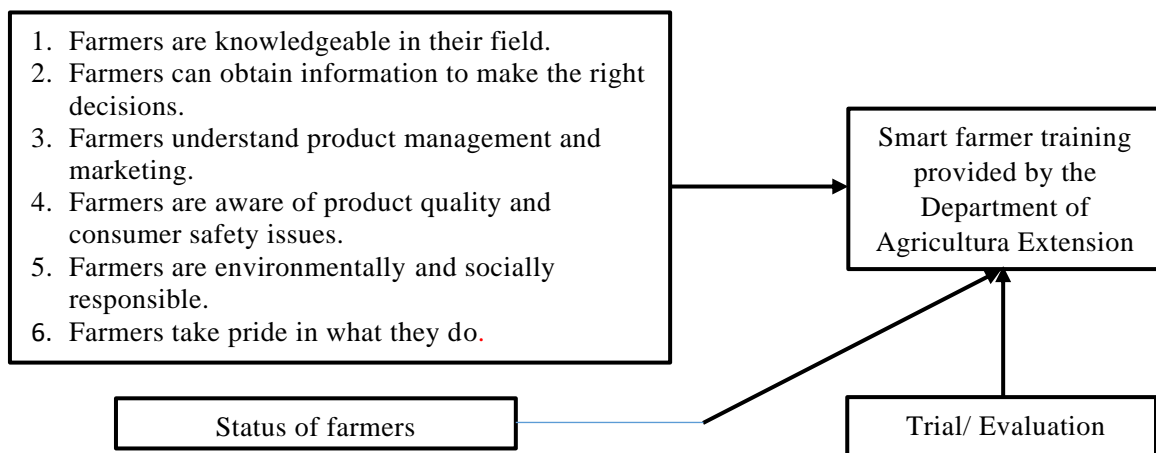 1. Farmers are knowledgeable in their field.
2. Farmers can obtain information to make the right
decisions.
3. Farmers understand product management and
marketing.
4. Farmers are aware of product quality and
consumer safety issues.
5. Farmers are environmentally and socially
responsible.
6. Farmers take pride in what they do.
Smart farmer training
provided by the
Department of
Agricultura Extension
Status of farmers
Trial/ Evaluation